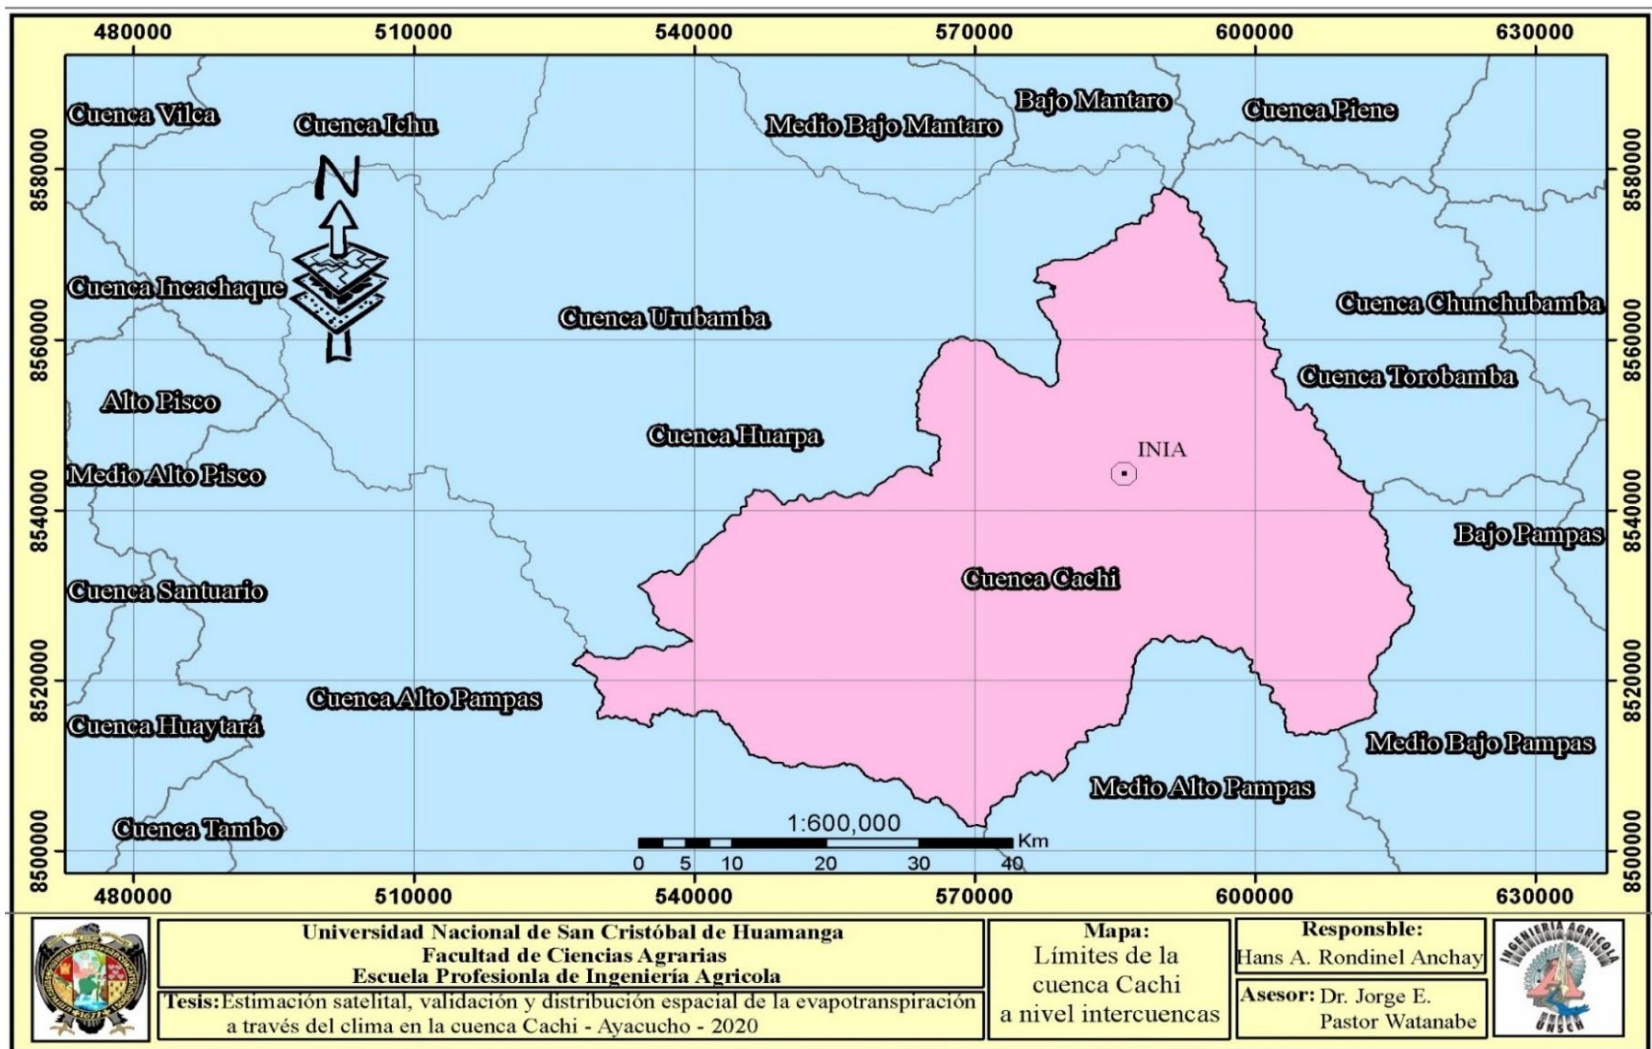 480000 510000 540000 570000 600000 630000
Bajo Mantaro
Cuenca Vilca
Cuenca Ichu
Medio Bajo Mantaro
Cuenca Piene
N
8580000
8580000
Cuenca Incachaque
Cuenca Chunchubamba
Cuenca Urubamba
8560000
8560000
Cuenca Torobamba
Alto Pisco
Cuenca Huarpa
INIA
Medio Alto Pisco
8540000
8540000
Bajo Pampas
Cuenca Cachi
Cuenca Santuario
8520000
8520000
Cuenca Alto Pampas
Cuenca Huaytará
Medio Bajo Pampas
Medio Alto Pampas
Cuenca Tambo
1:600,000
Km
0 5 10 20 30 40
8500000
8500000
480000 510000 540000 570000 600000 630000
Universidad Nacional de San Cristóbal de Huamanga
Facultad de Ciencias Agrarias
Escuela Profesionla de Ingeniería Agricola
Tesis: Estimación satelital, validación y distribución espacial de la evapotranspiración
a través del clima en la cuenca Cachi - Ayacucho - 2020
Mapa:
Límites de la
cuenca Cachi
a nivel intercuencas
Responsble:
Hans A. Rondinel Anchay
Asesor: Dr. Jorge E.
Pastor Watanabe
1677
INGENIERIA AGRICOLA
UNSCH